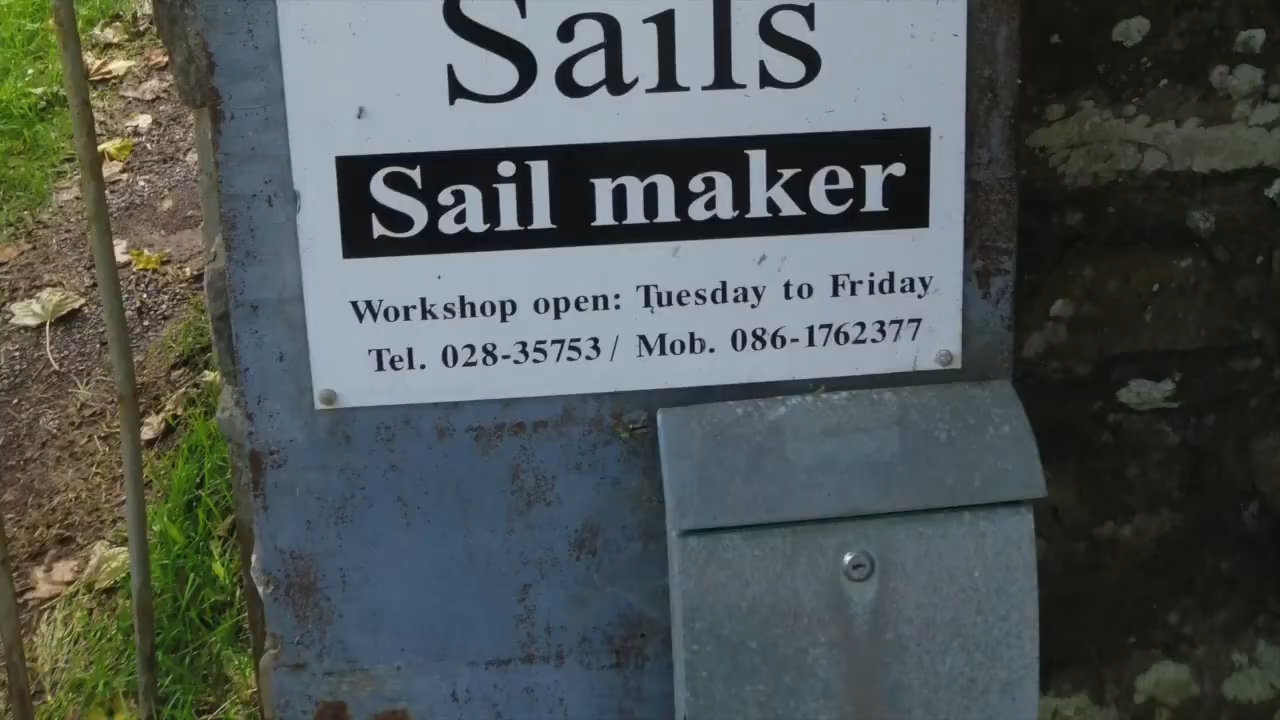 Sails
Sail maker
Workshop open: Tuesday to Friday
Tel. 028-35753 / Mob. 086-1762377